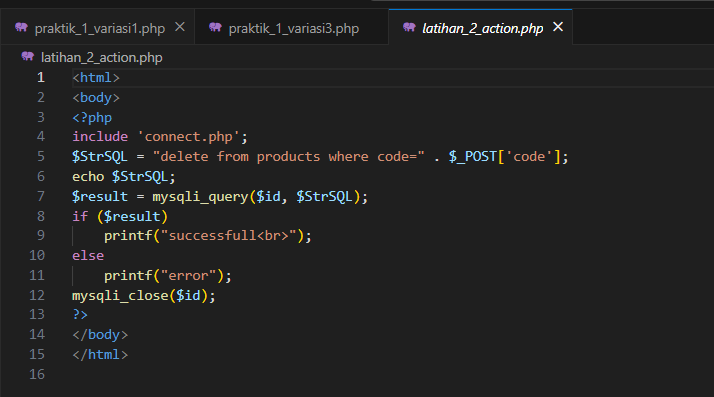 praktik_1_variasi1.php × praktik_1_variasi3.php latihan_2_action.php ×
latihan_2_action.php
1 <html>
2 <body>
3 <?php
4 include 'connect.php';
5 $StrSQL = "delete from products where code=" . $_POST['code'];
6 echo $StrSQL;
7 $result = mysqli_query($id, $StrSQL);
8 if ($result)
9     printf("successfull<br>");
10 else
11     printf("error");
12 mysqli_close($id);
13 ?>
14 </body>
15 </html>
16